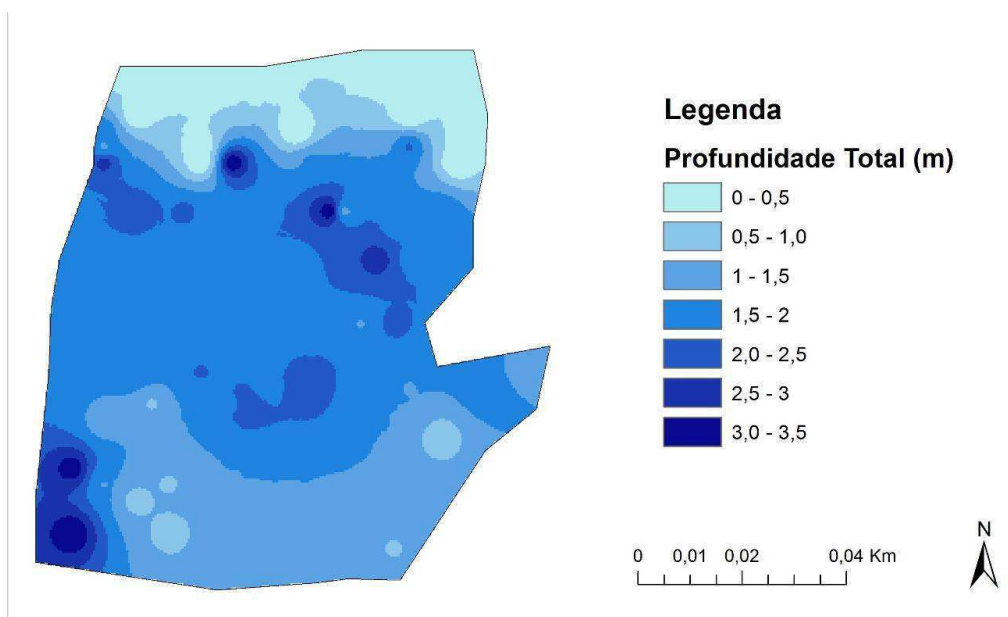 Legenda
Profundidade Total (m)
0 - 0,5
0,5 - 1,0
1 - 1,5
1,5 - 2
2,0 - 2,5
2,5 - 3
3,0 - 3,5
0 0,01 0,02 0,04 Km
N